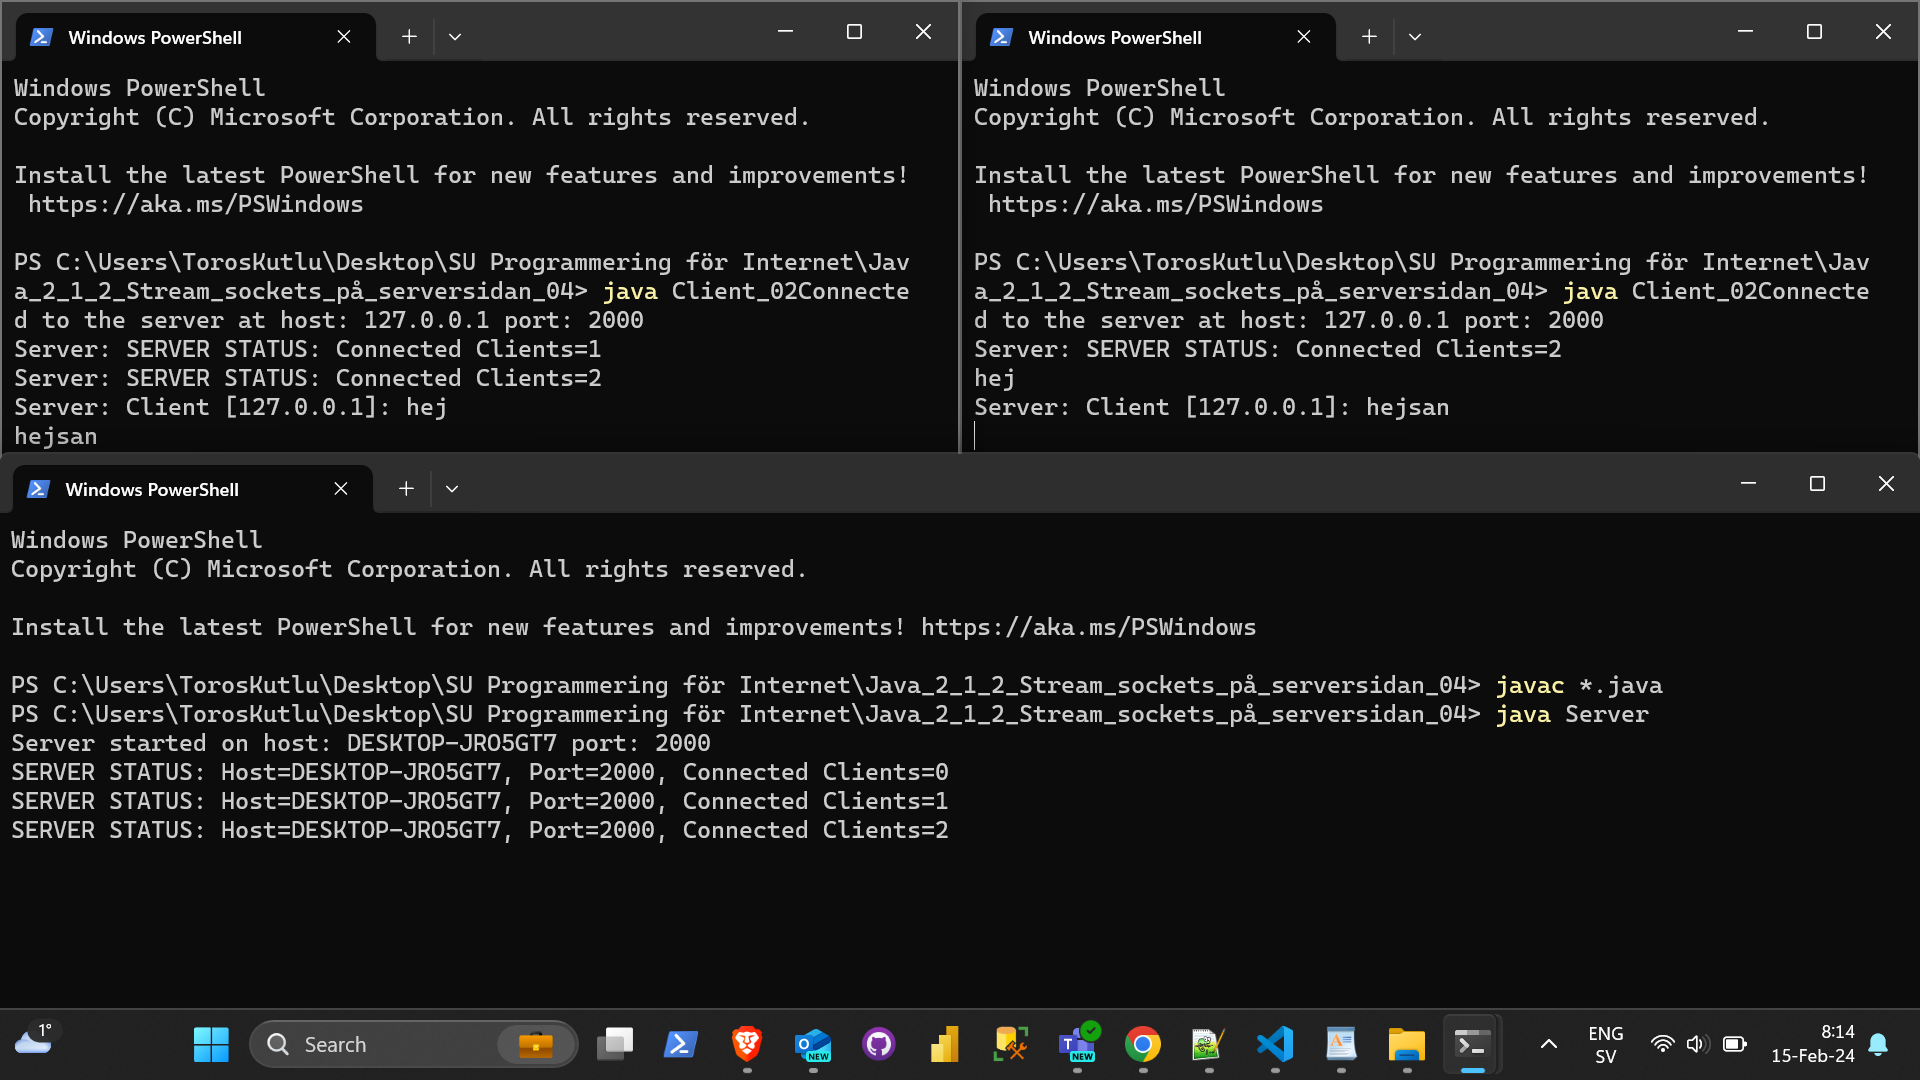 Windows PowerShell
Windows PowerShell
Copyright (C) Microsoft Corporation. All rights reserved.
Install the latest PowerShell for new features and improvements!
https://aka.ms/PSWindows
PS C:\Users\TorosKutlu\Desktop\SU Programmering för Internet\Jav
a_2_1_2_Stream_sockets_på_serversidan_04> java Client_02Connecte
d to the server at host: 127.0.0.1 port: 2000
Server: SERVER STATUS: Connected Clients=1
Server: SERVER STATUS: Connected Clients=2
Server: Client [127.0.0.1]: hej
hejsan
Windows PowerShell
Windows PowerShell
Copyright (C) Microsoft Corporation. All rights reserved.
Install the latest PowerShell for new features and improvements!
https://aka.ms/PSWindows
PS C:\Users\TorosKutlu\Desktop\SU Programmering för Internet\Jav
a_2_1_2_Stream_sockets_på_serversidan_04> java Client_02Connecte
d to the server at host: 127.0.0.1 port: 2000
Server: SERVER STATUS: Connected Clients=2
hej
Server: Client [127.0.0.1]: hejsan
Windows PowerShell
Windows PowerShell
Copyright (C) Microsoft Corporation. All rights reserved.
Install the latest PowerShell for new features and improvements! https://aka.ms/PSWindows
PS C:\Users\TorosKutlu\Desktop\SU Programmering för Internet\Java_2_1_2_Stream_sockets_på_serversidan_04> javac *.java
PS C:\Users\TorosKutlu\Desktop\SU Programmering för Internet\Java_2_1_2_Stream_sockets_på_serversidan_04> java Server
Server started on host: DESKTOP-JRO5GT7 port: 2000
SERVER STATUS: Host=DESKTOP-JRO5GT7, Port=2000, Connected Clients=0
SERVER STATUS: Host=DESKTOP-JRO5GT7, Port=2000, Connected Clients=1
SERVER STATUS: Host=DESKTOP-JRO5GT7, Port=2000, Connected Clients=2
1°
Search
NEW
NEW
ENG
SV
8:14
15-Feb-24